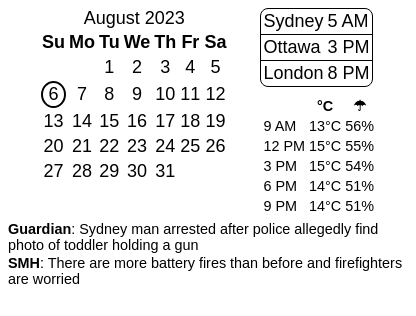 August 2023
Su Mo Tu We Th Fr Sa
1 2 3 4 5
6 7 8 9 10 11 12
13 14 15 16 17 18 19
20 21 22 23 24 25 26
27 28 29 30 31
Sydney 5 AM
Ottawa 3 PM
London 8 PM
°C ☂
9 AM 13°C 56%
12 PM 15°C 55%
3 PM 15°C 54%
6 PM 14°C 51%
9 PM 14°C 51%
Guardian: Sydney man arrested after police allegedly find
photo of toddler holding a gun
SMH: There are more battery fires than before and firefighters
are worried